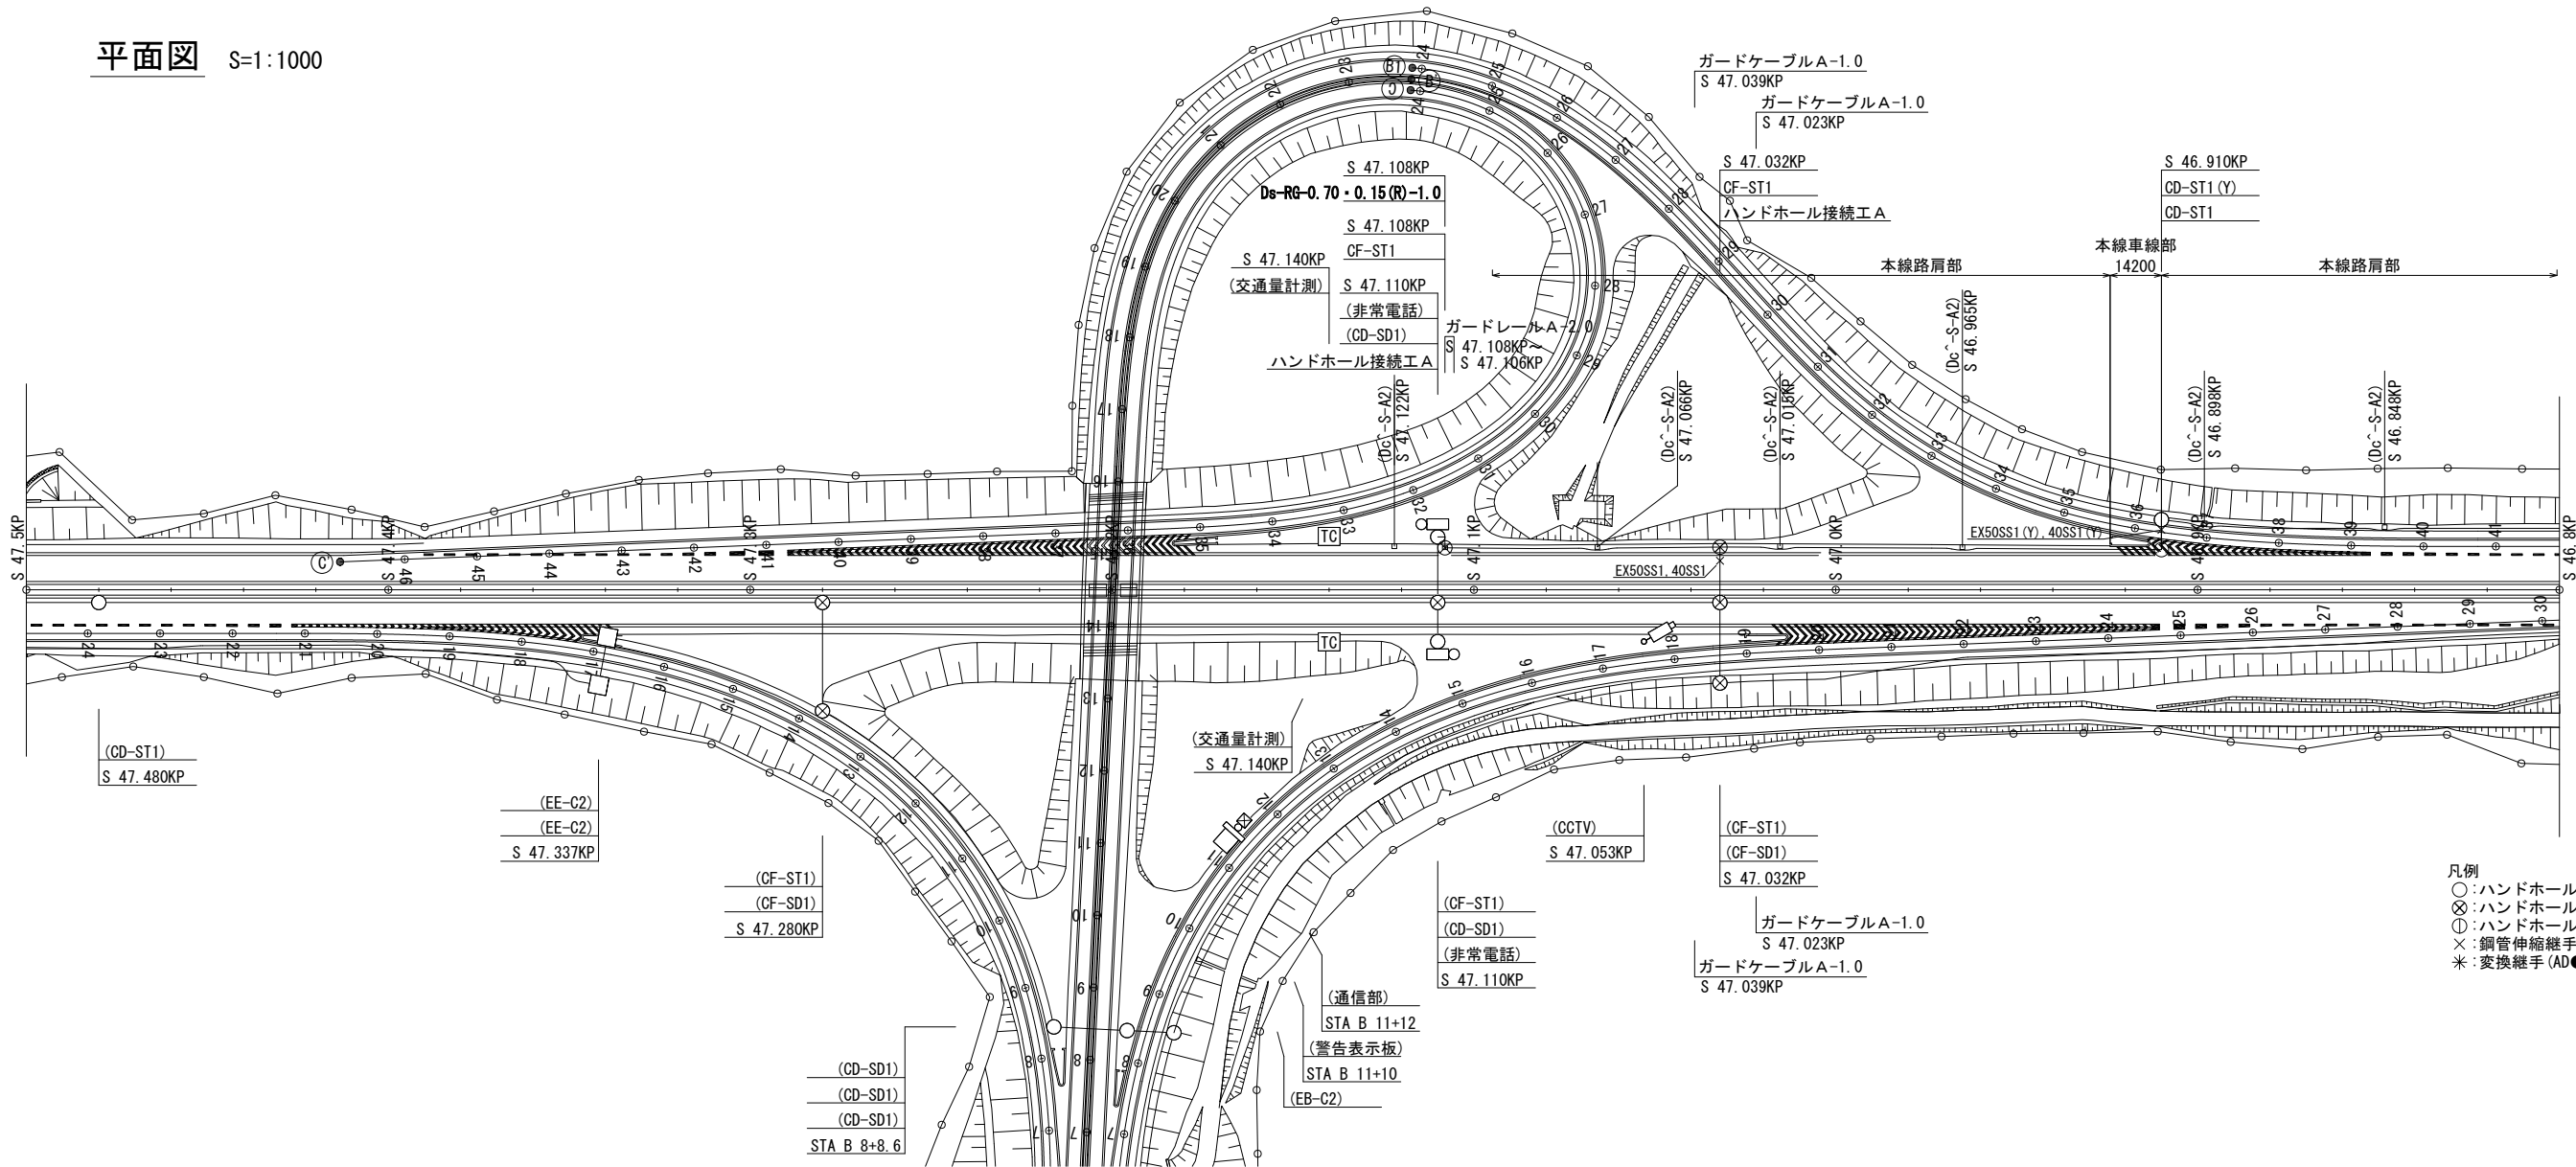 平面図 S=1:1000
ガードケーブルA-1.0
S 47.039KP
ガードケーブルA-1.0
S 47.023KP
S 47.032KP
CF-ST1
ハンドホール接続工A
S 46.910KP
CD-ST1(Y)
CD-ST1
本線車線部
本線路肩部
14200
本線路肩部
S 47.108KP
Ds-RG-0.70・0.15(R)-1.0
S 47.108KP
CF-ST1
S 47.140KP
(交通量計測)
S 47.110KP
(非常電話)
(CD-SD1)
ハンドホール接続工A
ガードレールA-2.0
S 47.108KP~
S 47.106KP
(Dc^-S-A2)
S 47.122KP
(Dc^-S-A2)
S 47.066KP
(Dc^-S-A2)
S 47.015KP
(Dc^-S-A2)
S 46.965KP
(Dc^-S-A2)
S 46.898KP
(Dc^-S-A2)
S 46.848KP
S 47.5KP
S 47.4KP
S 47.3KP
S 47.2KP
S 47.1KP
S 47.0KP
S 46.9KP
S 46.8KP
EX50SS1(Y),40SS1(Y)
EX50SS1,40SS1
TC
TC
B1
B'
C
C'
(CD-ST1)
S 47.480KP
(EE-C2)
(EE-C2)
S 47.337KP
(CF-ST1)
(CF-SD1)
S 47.280KP
(CD-SD1)
(CD-SD1)
(CD-SD1)
STA B 8+8.6
(交通量計測)
S 47.140KP
(通信部)
STA B 11+12
(警告表示板)
STA B 11+10
(EB-C2)
(CF-ST1)
(CD-SD1)
(非常電話)
S 47.110KP
(CCTV)
S 47.053KP
(CF-ST1)
(CF-SD1)
S 47.032KP
ガードケーブルA-1.0
S 47.023KP
ガードケーブルA-1.0
S 47.039KP
凡例
○:ハンドホール
⊗:ハンドホール
⦶:ハンドホール
×:鋼管伸縮継手
＊:変換継手(AD●